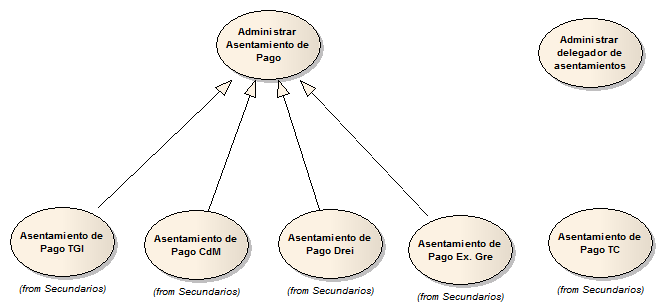 Administrar
Asentamiento de
Pago
Administrar
delegador de
asentamientos
(from Secundarios)
Asentamiento de
Pago TGI
(from Secundarios)
Asentamiento de
Pago CdM
(from Secundarios)
Asentamiento de
Pago Drei
(from Secundarios)
Asentamiento de
Pago Ex. Gre
(from Secundarios)
Asentamiento de
Pago TC
(from Secundarios)